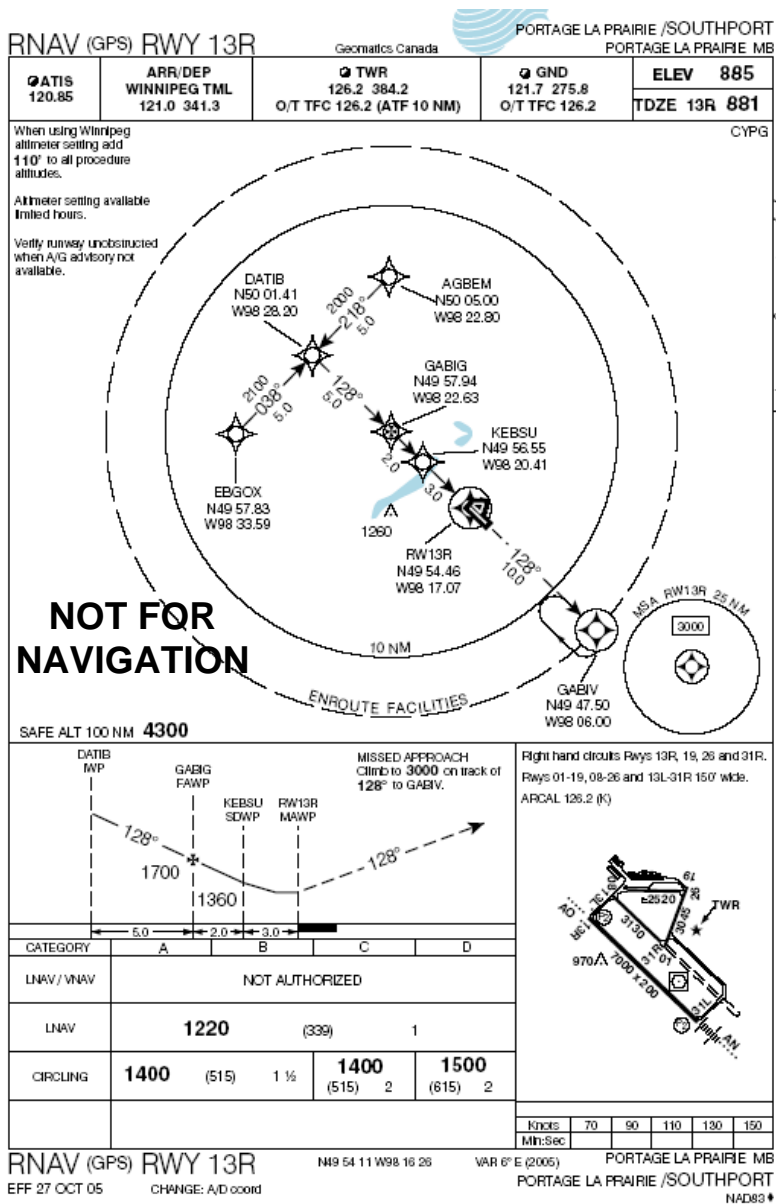 RNAV (GPS) RWY 13R
Geomatics Canada
PORTAGE LA PRAIRIE /SOUTHPORT
PORTAGE LA PRAIRIE MB
ATIS
120.85
ARR/DEP
WINNIPEG TML
121.0 341.3
TWR
126.2 384.2
O/T TFC 126.2 (ATF 10 NM)
GND
121.7 275.8
O/T TFC 126.2
ELEV 885
TDZE 13R 881
When using Winnipeg
altimeter setting add
110' to all procedure
altitudes.
Altimeter setting available
limited hours.
Verify runway unobstructed
when A/G advisory not
available.
CYPG
DATIB
N50 01.41
W98 28.20
AGBEM
N50 05.00
W98 22.80
2000
218°
5.0
GABIG
N49 57.94
W98 22.63
2100
038°
5.0
128°
5.0
KEBSU
N49 56.55
W98 20.41
2.0
3.0
EBGOX
N49 57.83
W98 33.59
1260
RW13R
N49 54.46
W98 17.07
128°
10.0
NOT FOR
NAVIGATION
10 NM
ENROUTE FACILITIES
MSA RW13R 25 NM
3000
GABIV
N49 47.50
W98 06.00
SAFE ALT 100 NM 4300
DATIB
IWP
GABIG
FAWP
KEBSU
SDWP
RW13R
MAWP
MISSED APPROACH
Climb to 3000 on track of
128° to GABIV.
128°
1700
1360
128°
5.0 2.0 3.0
Right hand circuits Rwys 13R, 19, 26 and 31R.
Rwys 01-19, 08-26 and 13L-31R 150' wide.
ARCAL 126.2 (K)
08
13L
19
26
2520
TWR
3045
AO
13R
3130
31R
01
970
7000 x 200
31L
AN
CATEGORY A B C D
LNAV / VNAV NOT AUTHORIZED
LNAV 1220 (339) 1
CIRCLING 1400 (515) 1 ½ 1400 (515) 2 1500 (615) 2
Knots 70 90 110 130 150
Min:Sec
RNAV (GPS) RWY 13R
N49 54 11 W98 16 26
VAR 6° E (2005)
PORTAGE LA PRAIRIE MB
PORTAGE LA PRAIRIE /SOUTHPORT
EFF 27 OCT 05
CHANGE: A/D coord
NAD83